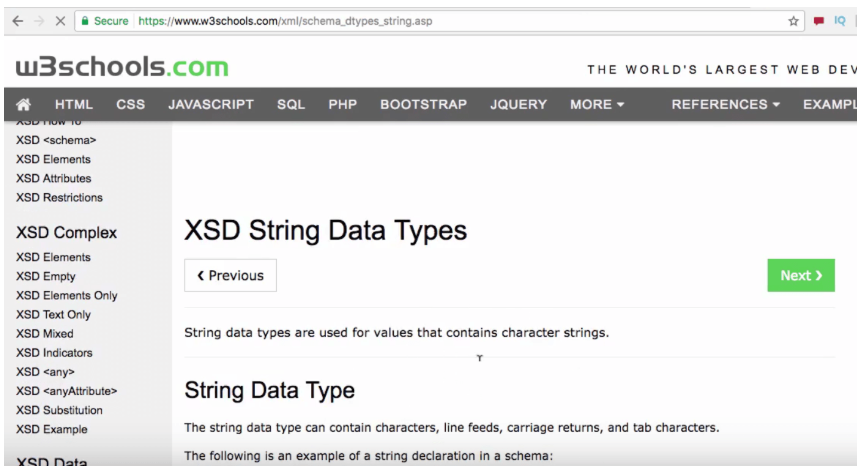 Secure https://www.w3schools.com/xml/schema_dtypes_string.asp
IQ
w3schools.com
THE WORLD'S LARGEST WEB DEV
HTML CSS JAVASCRIPT SQL PHP BOOTSTRAP JQUERY MORE REFERENCES EXAMPL
XSD How To
XSD <schema>
XSD Elements
XSD Attributes
XSD Restrictions
XSD Complex
XSD Elements
XSD Empty
XSD Elements Only
XSD Text Only
XSD Mixed
XSD Indicators
XSD <any>
XSD <anyAttribute>
XSD Substitution
XSD Example
XSD Data
XSD String Data Types
❮ Previous
Next ❯
String data types are used for values that contains character strings.
String Data Type
The string data type can contain characters, line feeds, carriage returns, and tab characters.
The following is an example of a string declaration in a schema: